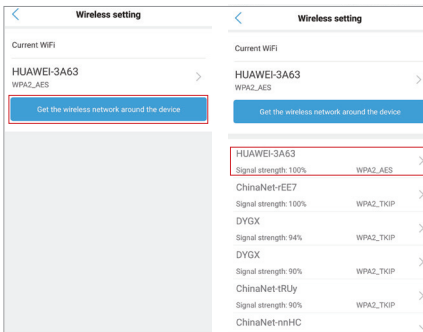 Wireless setting
Current WiFi
HUAWEI-3A63
WPA2_AES
Get the wireless network around the device
Wireless setting
Current WiFi
HUAWEI-3A63
WPA2_AES
Get the wireless network around the device
HUAWEI-3A63
Signal strength: 100% WPA2_AES
ChinaNet-rEE7
Signal strength: 100% WPA2_TKIP
DYGX
Signal strength: 94% WPA2_TKIP
DYGX
Signal strength: 90% WPA2_TKIP
ChinaNet-tRUy
Signal strength: 90% WPA2_TKIP
ChinaNet-nnHC